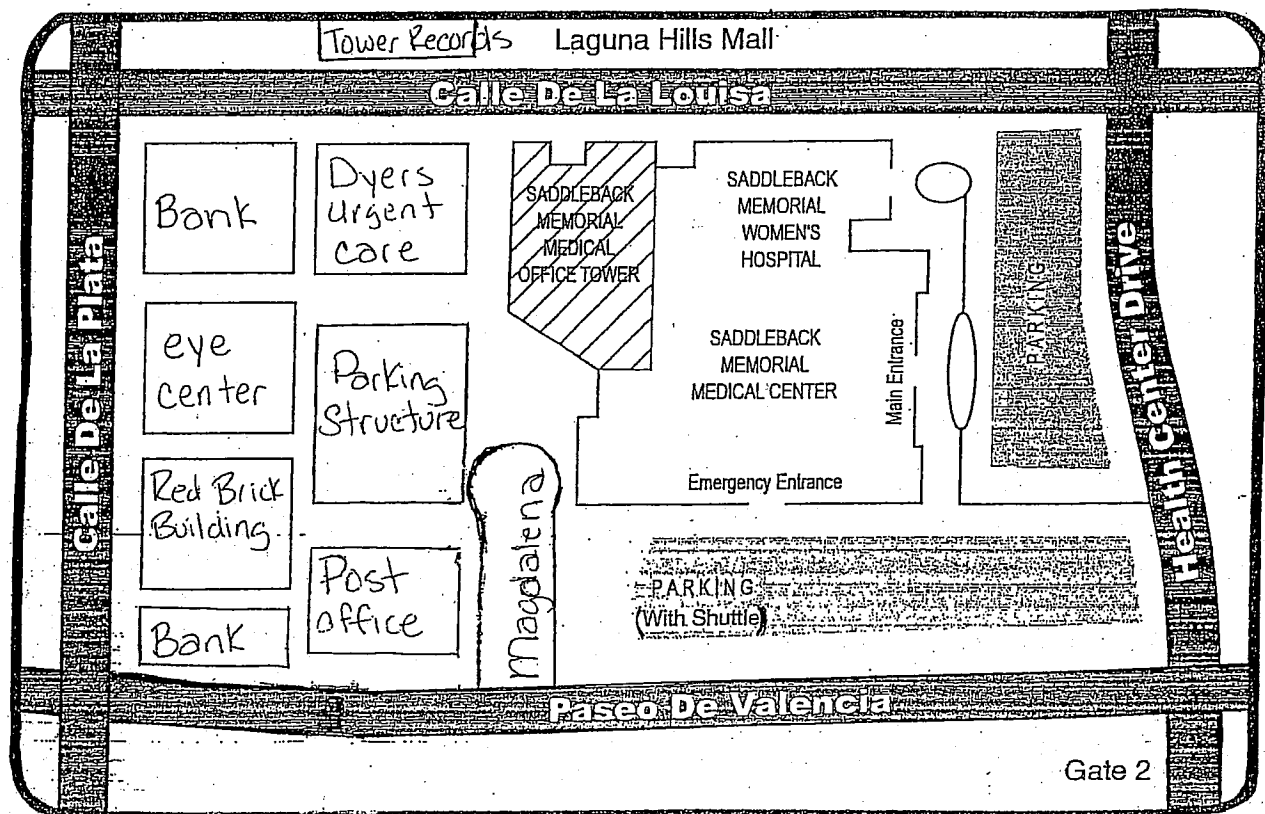 Tower Records Laguna Hills Mall
Calle De La Louisa
Bank
Dyers
urgent
care
SADDLEBACK
MEMORIAL
MEDICAL
OFFICE TOWER
SADDLEBACK
MEMORIAL
WOMEN'S
HOSPITAL
PARKING
Health Center Drive
Calle De La Plata
eye
center
Parking
Structure
SADDLEBACK
MEMORIAL
MEDICAL CENTER
Main Entrance
Emergency Entrance
Red Brick
Building
Magdalena
Post
office
PARKING
(With Shuttle)
Bank
Paseo De Valencia
Gate 2